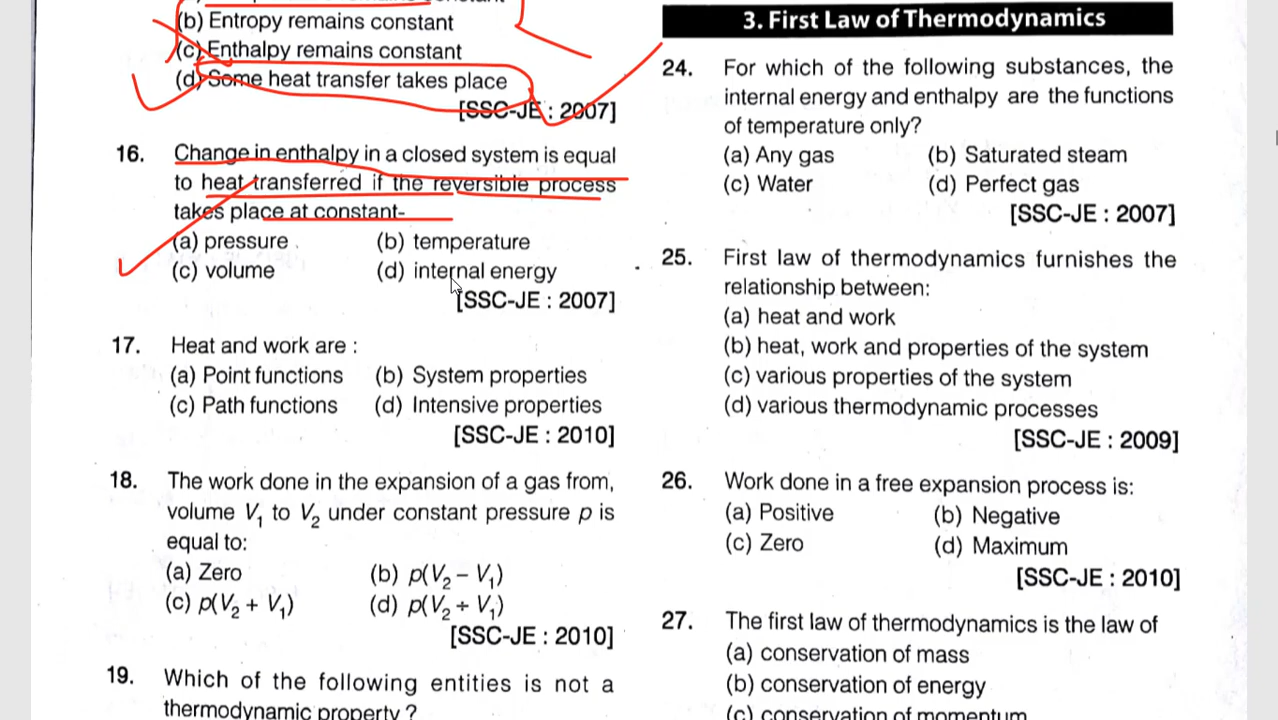 (b) Entropy remains constant
(c) Enthalpy remains constant
(d) Some heat transfer takes place
[SSC-JE : 2007]
16. Change in enthalpy in a closed system is equal
to heat transferred if the reversible process
takes place at constant-
(a) pressure (b) temperature
(c) volume (d) internal energy
[SSC-JE : 2007]
17. Heat and work are :
(a) Point functions (b) System properties
(c) Path functions (d) Intensive properties
[SSC-JE : 2010]
18. The work done in the expansion of a gas from,
volume V₁ to V₂ under constant pressure p is
equal to:
(a) Zero (b) p(V₂ – V₁)
(c) p(V₂ + V₁) (d) p(V₂ ÷ V₁)
[SSC-JE : 2010]
19. Which of the following entities is not a
thermodynamic property ?
3. First Law of Thermodynamics
24. For which of the following substances, the
internal energy and enthalpy are the functions
of temperature only?
(a) Any gas (b) Saturated steam
(c) Water (d) Perfect gas
[SSC-JE : 2007]
25. First law of thermodynamics furnishes the
relationship between:
(a) heat and work
(b) heat, work and properties of the system
(c) various properties of the system
(d) various thermodynamic processes
[SSC-JE : 2009]
26. Work done in a free expansion process is:
(a) Positive (b) Negative
(c) Zero (d) Maximum
[SSC-JE : 2010]
27. The first law of thermodynamics is the law of
(a) conservation of mass
(b) conservation of energy
(c) conservation of momentum